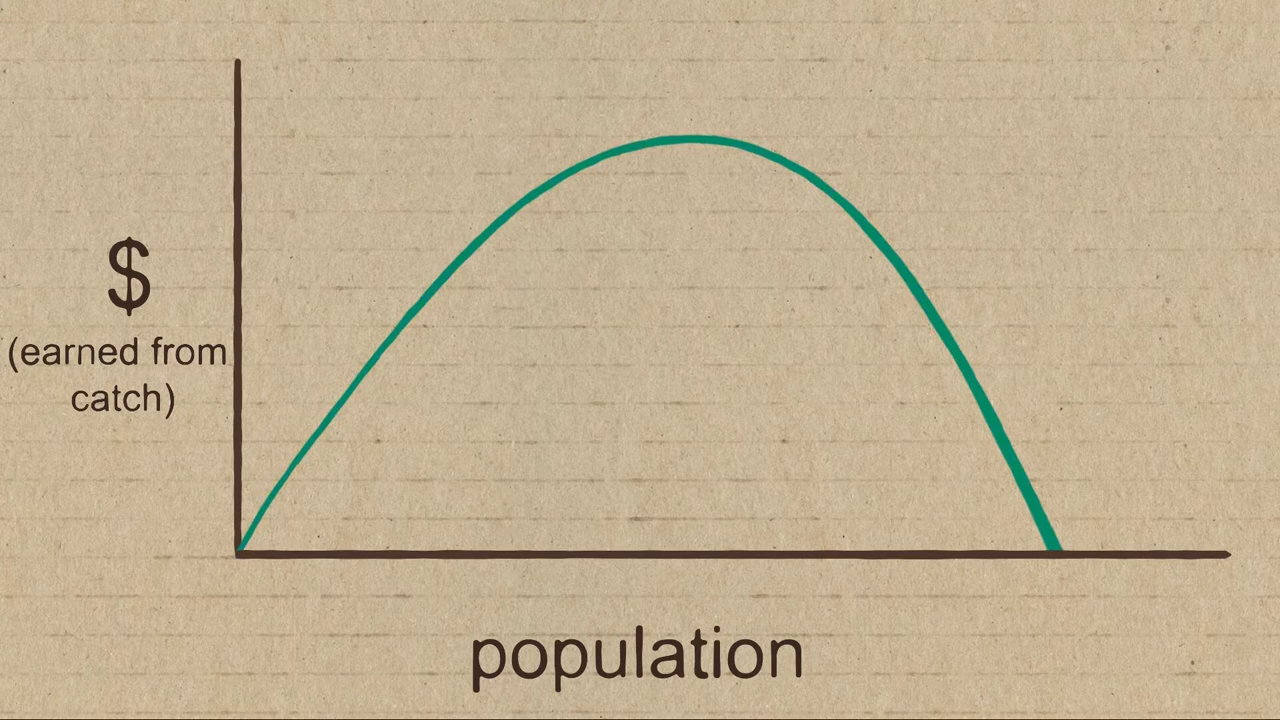 $
(earned from
catch)
population